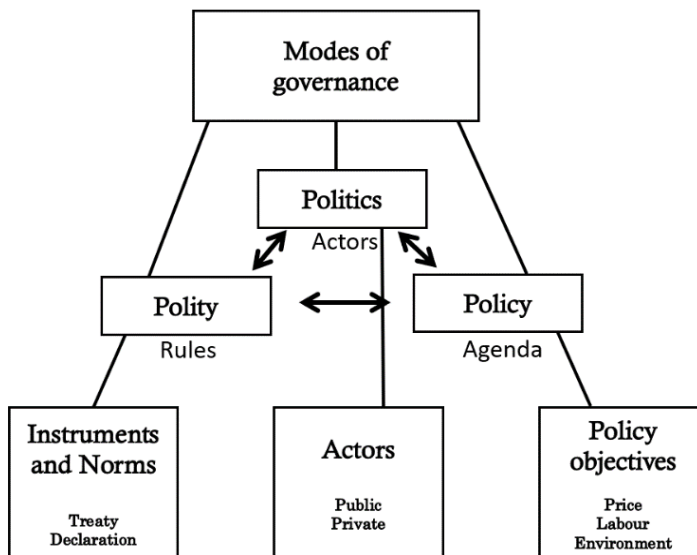 Modes of
governance
Politics
Actors
Polity
Rules
Policy
Agenda
Instruments
and Norms
Treaty
Declaration
Actors
Public
Private
Policy
objectives
Price
Labour
Environment